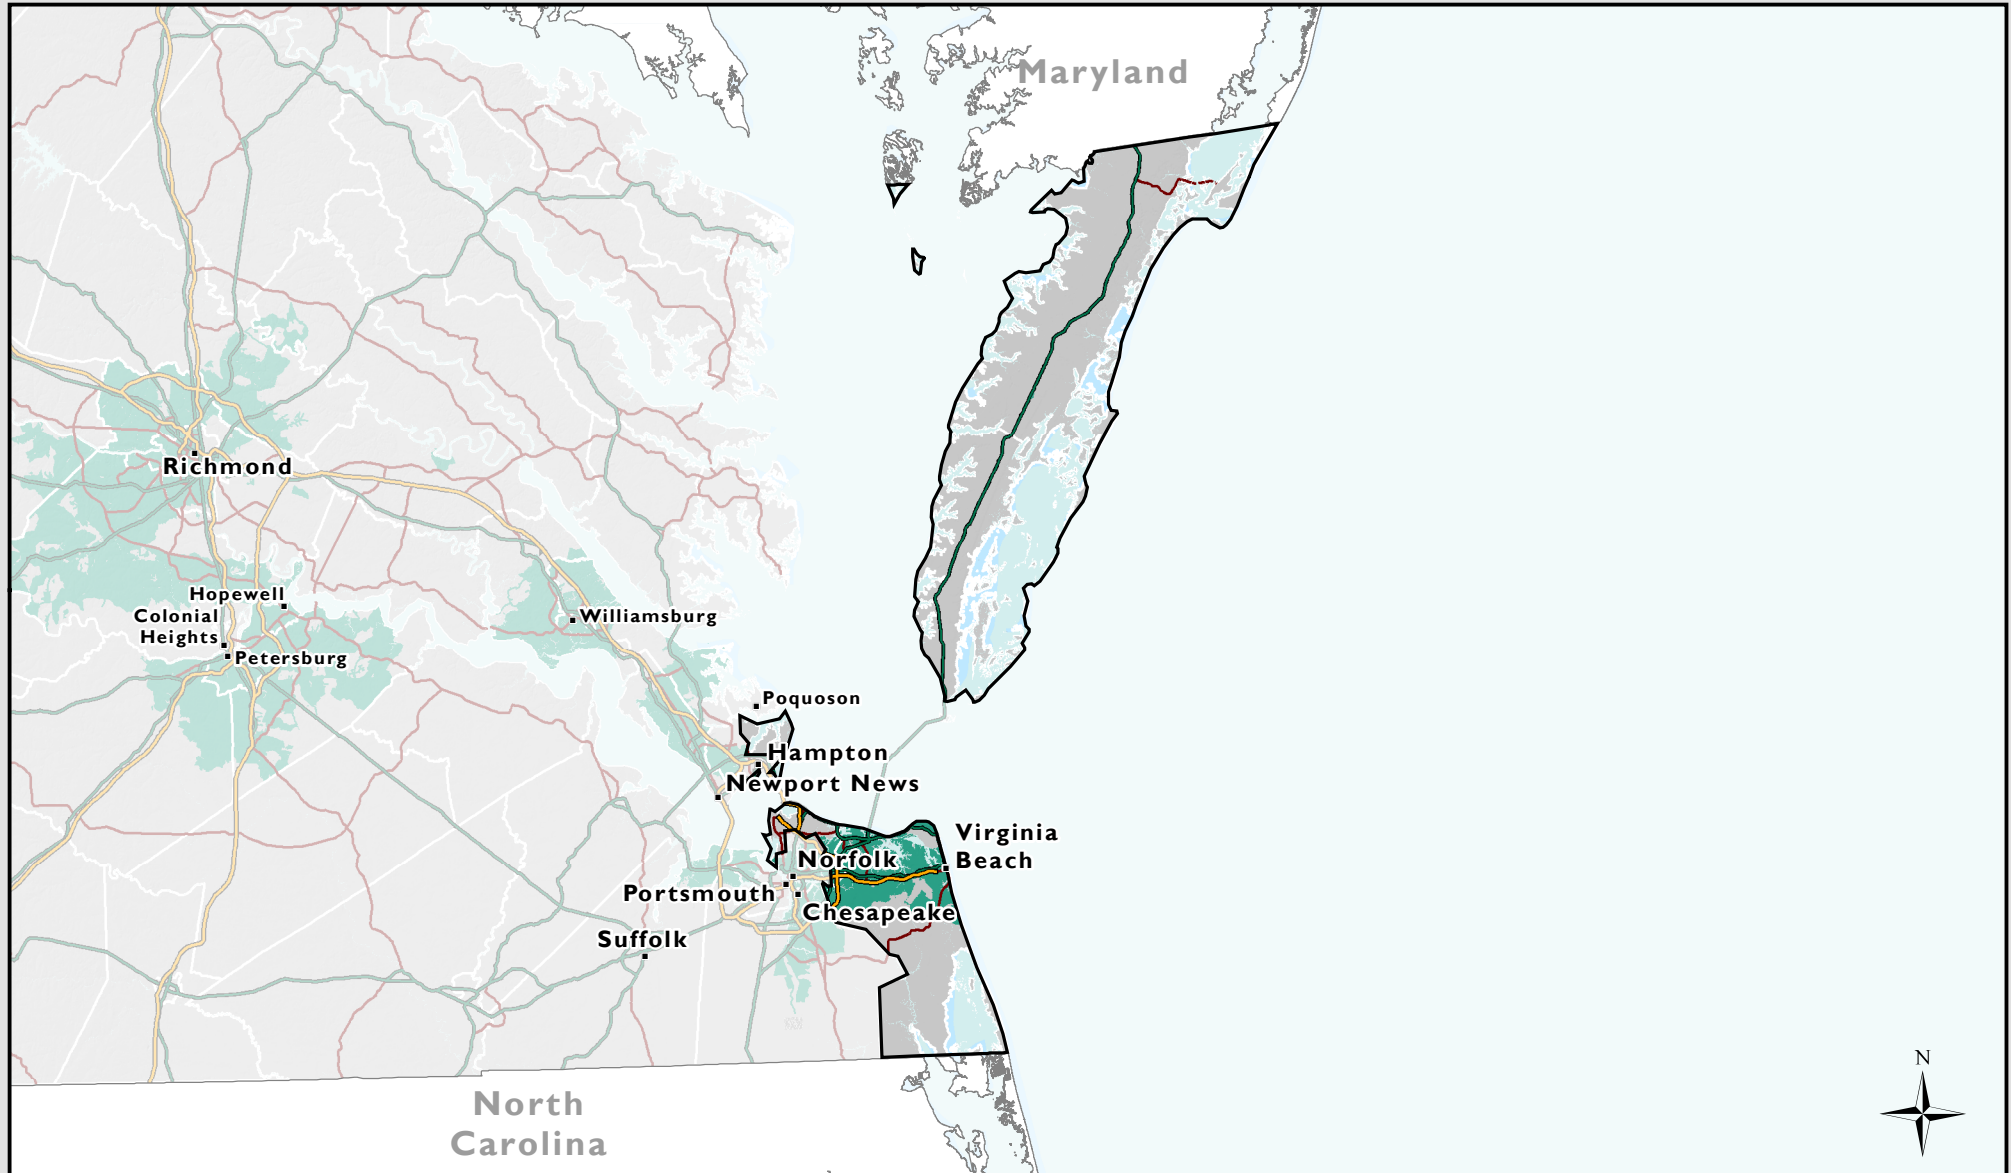 Maryland
Richmond
Hopewell
Colonial
Heights
Petersburg
Williamsburg
Poquoson
Hampton
Newport News
Virginia
Beach
Norfolk
Portsmouth
Chesapeake
Suffolk
North
Carolina
N